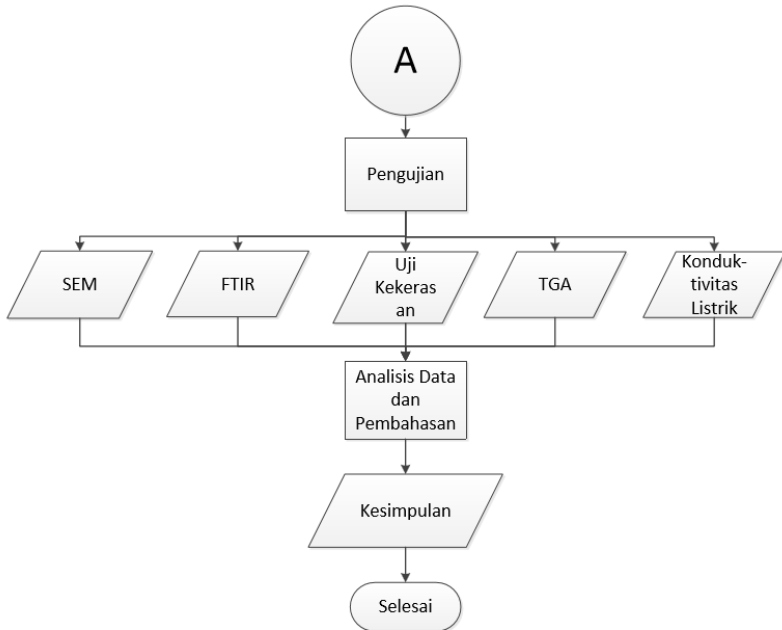 A
Pengujian
SEM
FTIR
Uji
Kekeras
an
TGA
Konduk-
tivitas
Listrik
Analisis Data
dan
Pembahasan
Kesimpulan
Selesai